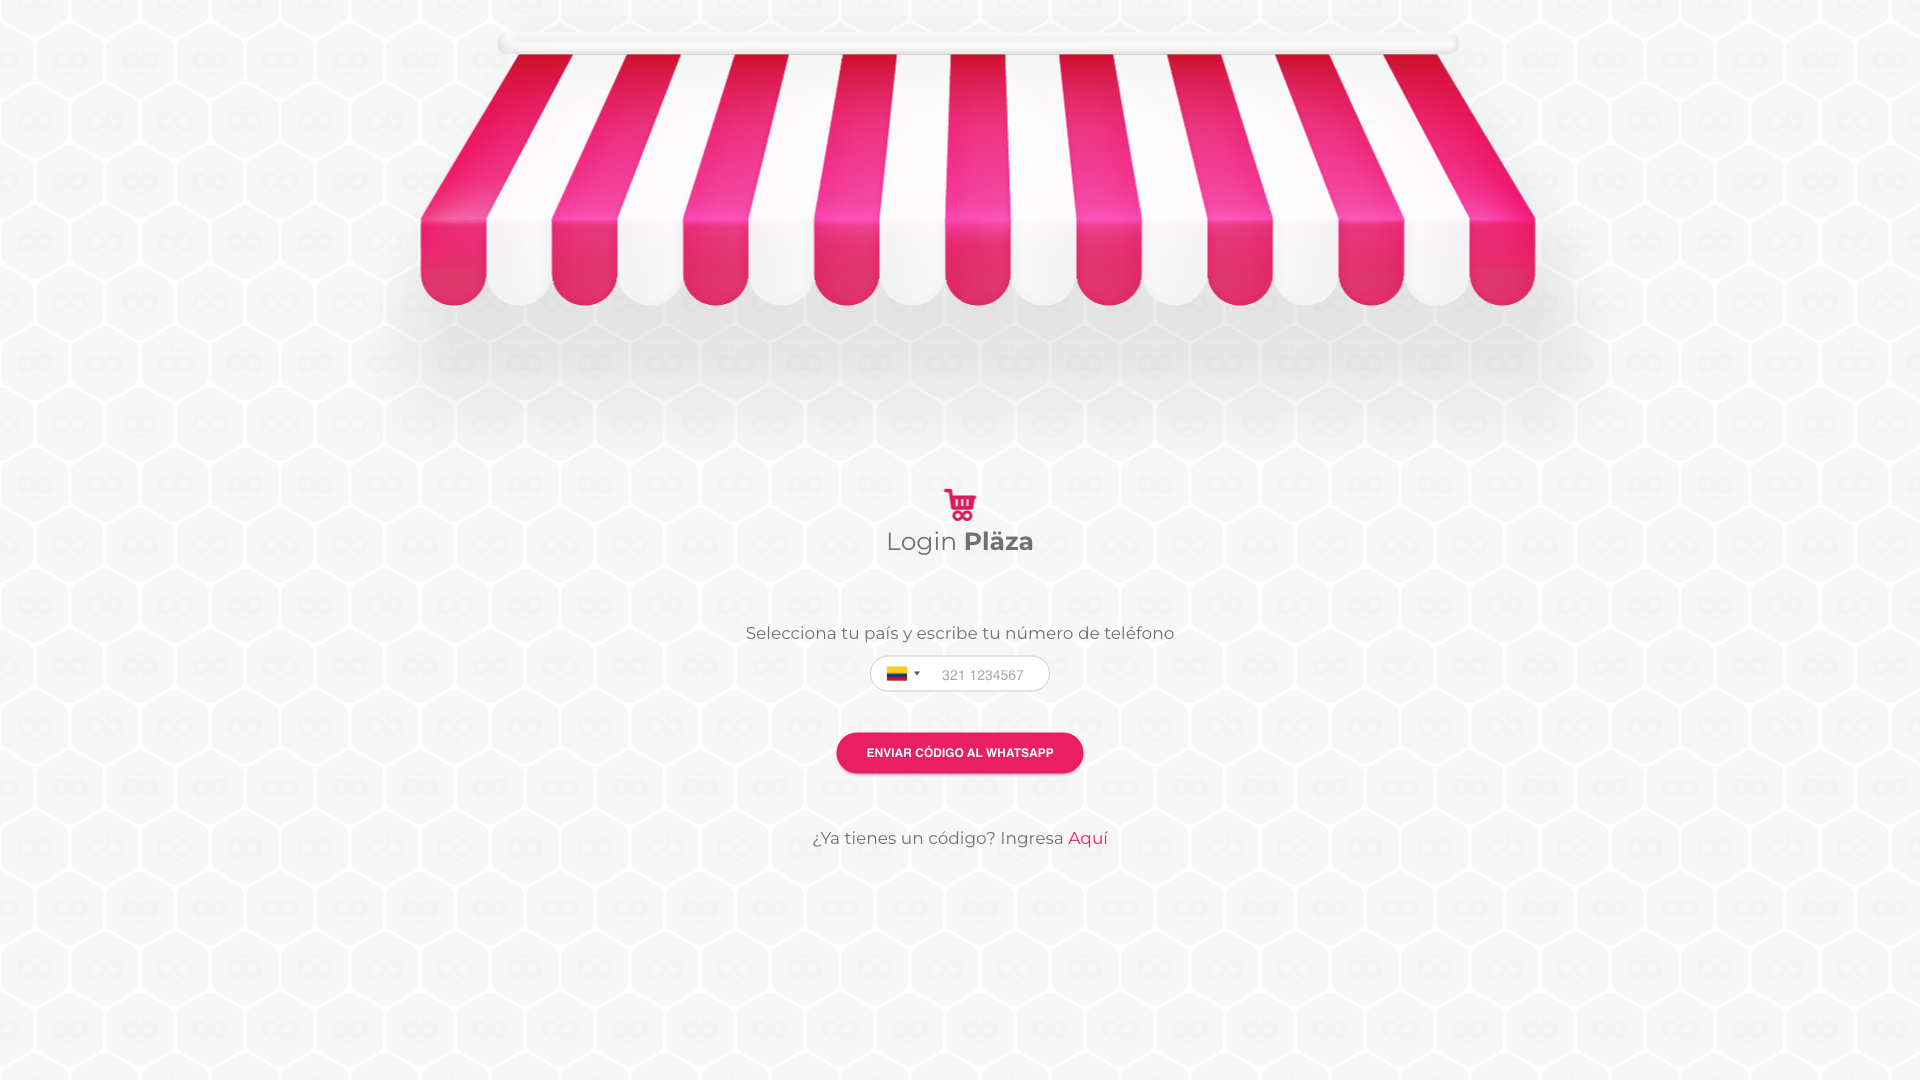 Login Pläza
Selecciona tu país y escribe tu número de teléfono
321 1234567
ENVIAR CÓDIGO AL WHATSAPP
¿Ya tienes un código? Ingresa Aquí